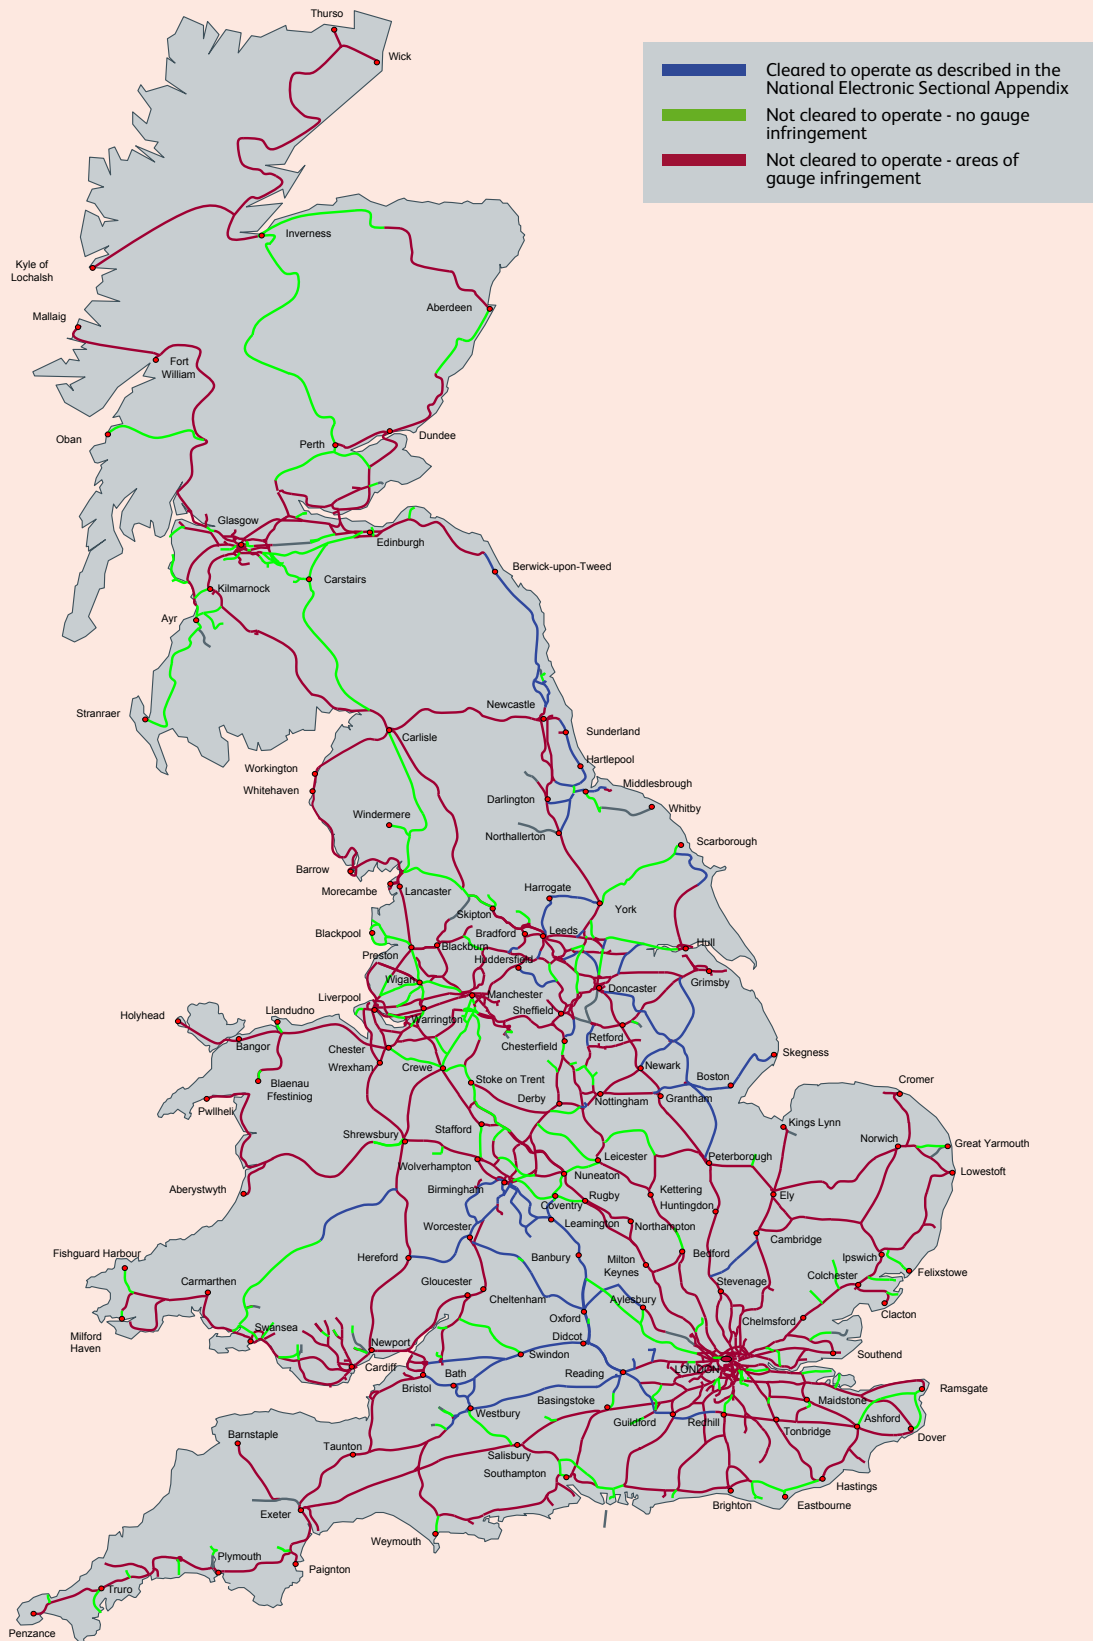 Thurso
Wick
Cleared to operate as described in the
National Electronic Sectional Appendix
Not cleared to operate - no gauge
infringement
Not cleared to operate - areas of
gauge infringement
Inverness
Kyle of
Lochalsh
Aberdeen
Mallaig
Fort
William
Oban
Dundee
Perth
Glasgow
Edinburgh
Berwick-upon-Tweed
Carstairs
Kilmarnock
Ayr
Stranraer
Newcastle
Sunderland
Carlisle
Hartlepool
Workington
Middlesbrough
Whitehaven
Darlington
Whitby
Windermere
Northallerton
Scarborough
Barrow
Morecambe
Lancaster
Harrogate
York
Skipton
Blackpool
Bradford
Leeds
Hull
Preston
Blackburn
Huddersfield
Wigan
Grimsby
Doncaster
Liverpool
Manchester
Holyhead
Llandudno
Warrington
Sheffield
Retford
Bangor
Chester
Chesterfield
Skegness
Wrexham
Crewe
Newark
Boston
Stoke on Trent
Cromer
Blaenau
Ffestiniog
Pwllheli
Derby
Nottingham
Grantham
Kings Lynn
Stafford
Shrewsbury
Norwich
Great Yarmouth
Leicester
Peterborough
Wolverhampton
Lowestoft
Nuneaton
Aberystwyth
Birmingham
Kettering
Rugby
Ely
Coventry
Huntingdon
Leamington
Northampton
Worcester
Cambridge
Fishguard Harbour
Hereford
Banbury
Milton
Keynes
Bedford
Ipswich
Felixstowe
Carmarthen
Gloucester
Stevenage
Colchester
Cheltenham
Aylesbury
Clacton
Oxford
Chelmsford
Milford
Haven
Swansea
Didcot
Newport
Swindon
Southend
Cardiff
Bath
Reading
LONDON
Bristol
Ramsgate
Basingstoke
Maidstone
Westbury
Guildford
Redhill
Ashford
Barnstaple
Tonbridge
Dover
Taunton
Salisbury
Southampton
Hastings
Brighton
Eastbourne
Exeter
Weymouth
Plymouth
Paignton
Truro
Penzance